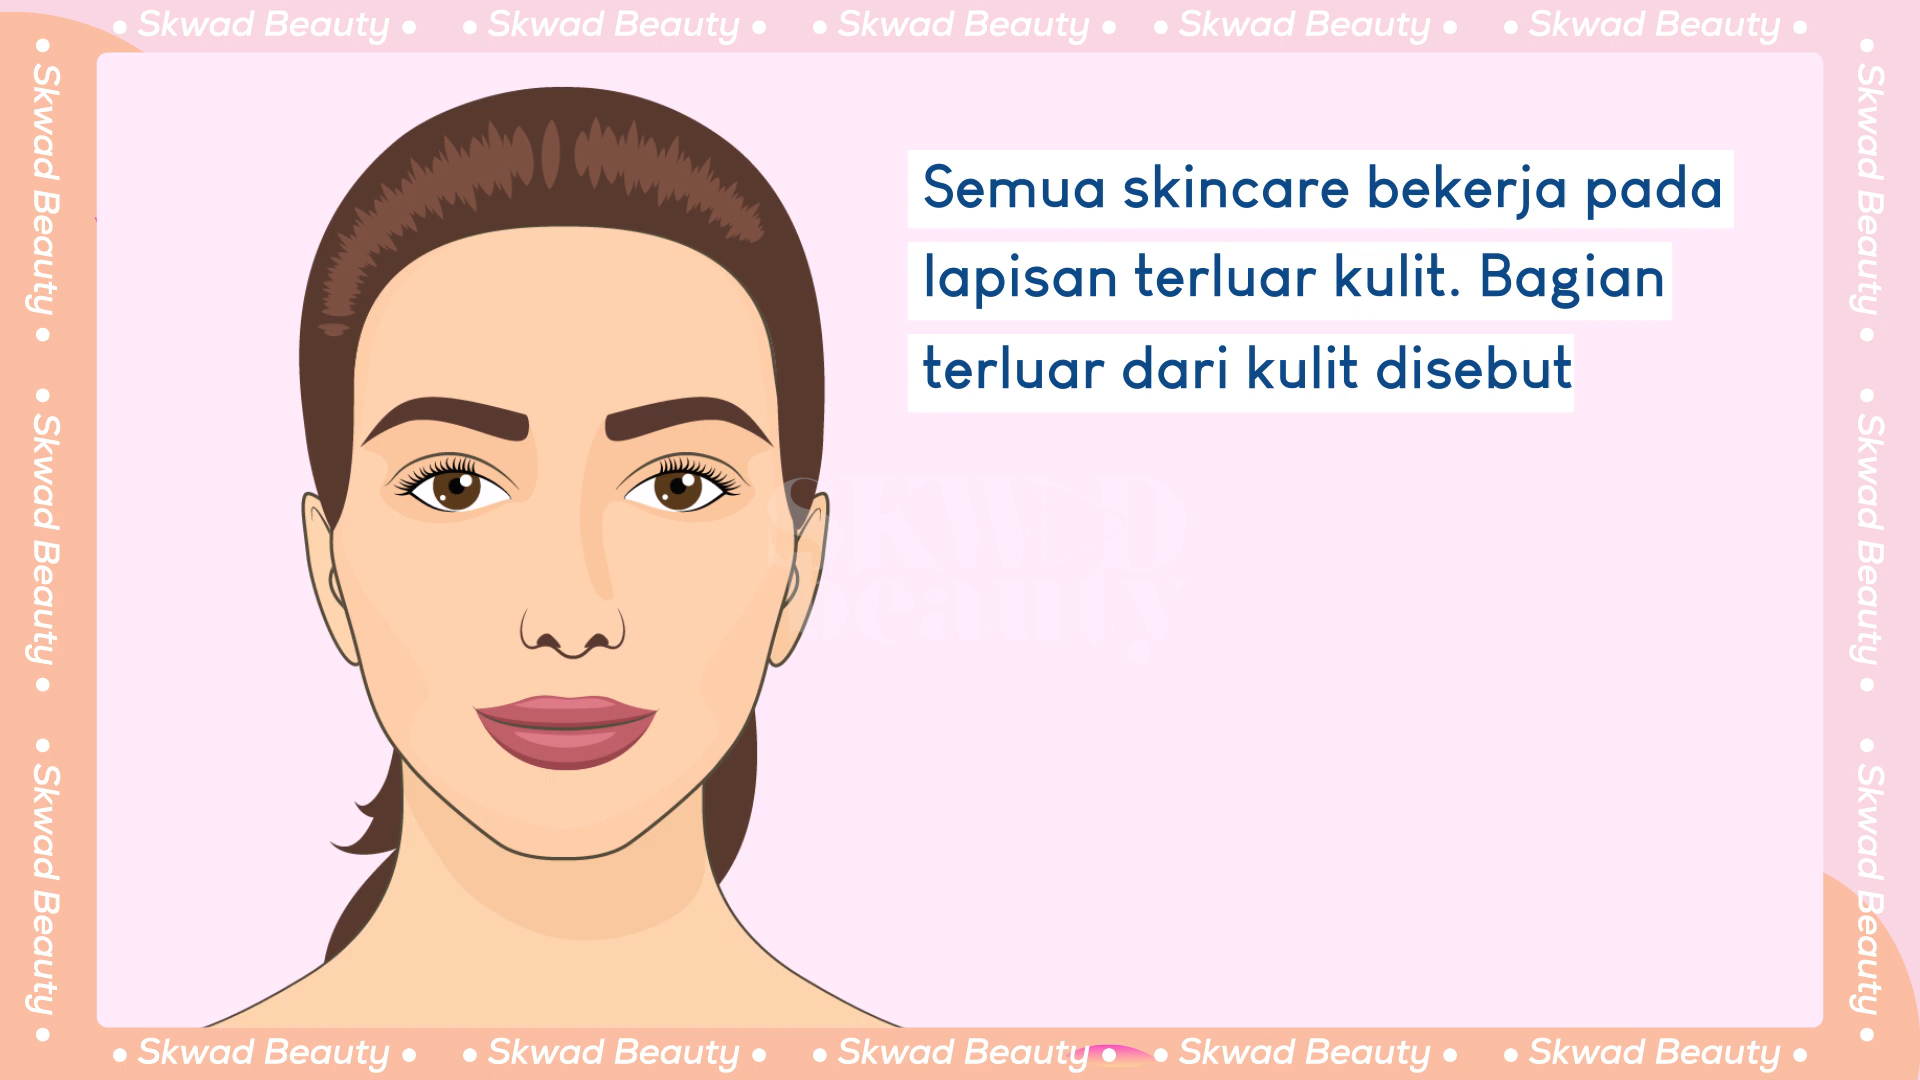 • Skwad Beauty • • Skwad Beauty • • Skwad Beauty • • Skwad Beauty • • Skwad Beauty •
• Skwad Beauty • • Skwad Beauty • • Skwad Beauty •
Semua skincare bekerja pada
lapisan terluar kulit. Bagian
terluar dari kulit disebut
SKWD
beauty
• Skwad Beauty • • Skwad Beauty • • Skwad Beauty •
• Skwad Beauty • • Skwad Beauty • • Skwad Beauty • • Skwad Beauty • • Skwad Beauty •